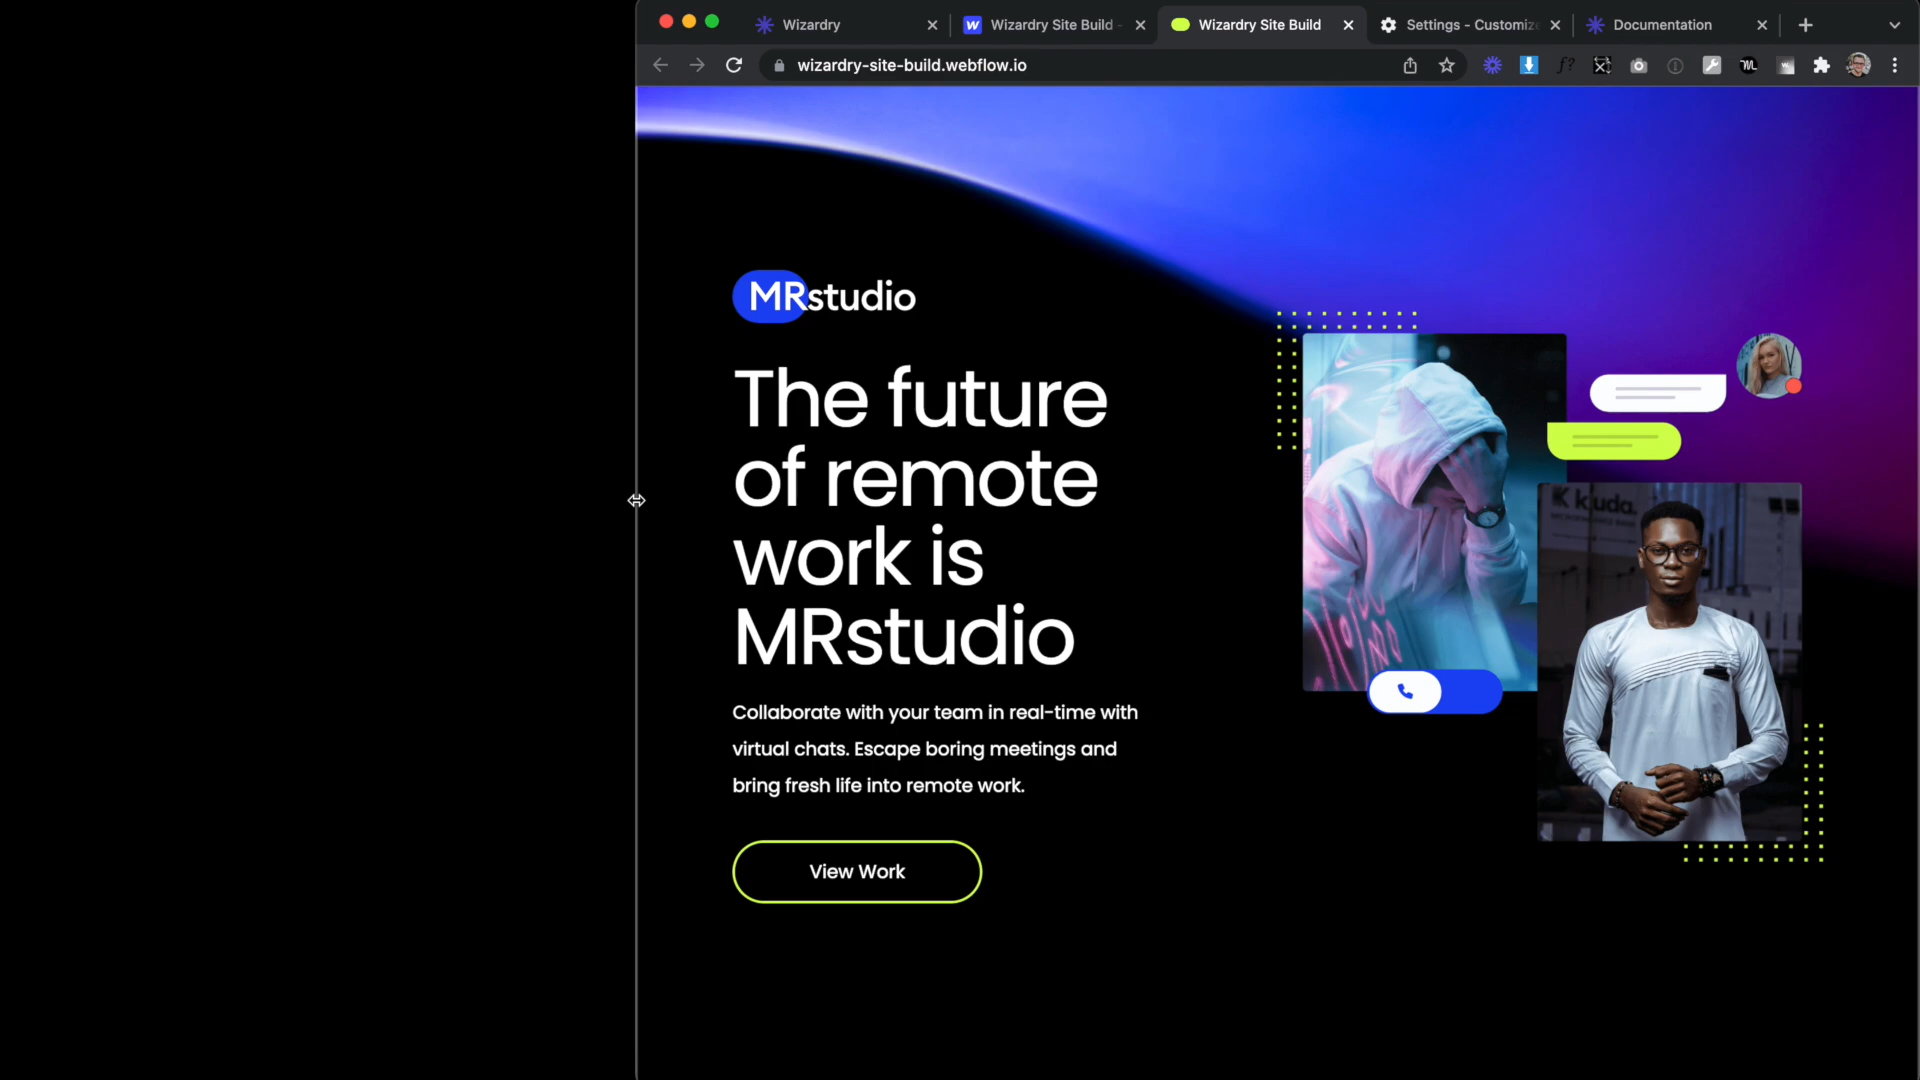 Wizardry
Wizardry Site Build -
Wizardry Site Build
Settings - Customize
Documentation
wizardry-site-build.webflow.io
f?
MRstudio
The future
of remote
work is
MRstudio
Collaborate with your team in real-time with
virtual chats. Escape boring meetings and
bring fresh life into remote work.
View Work
kuda.